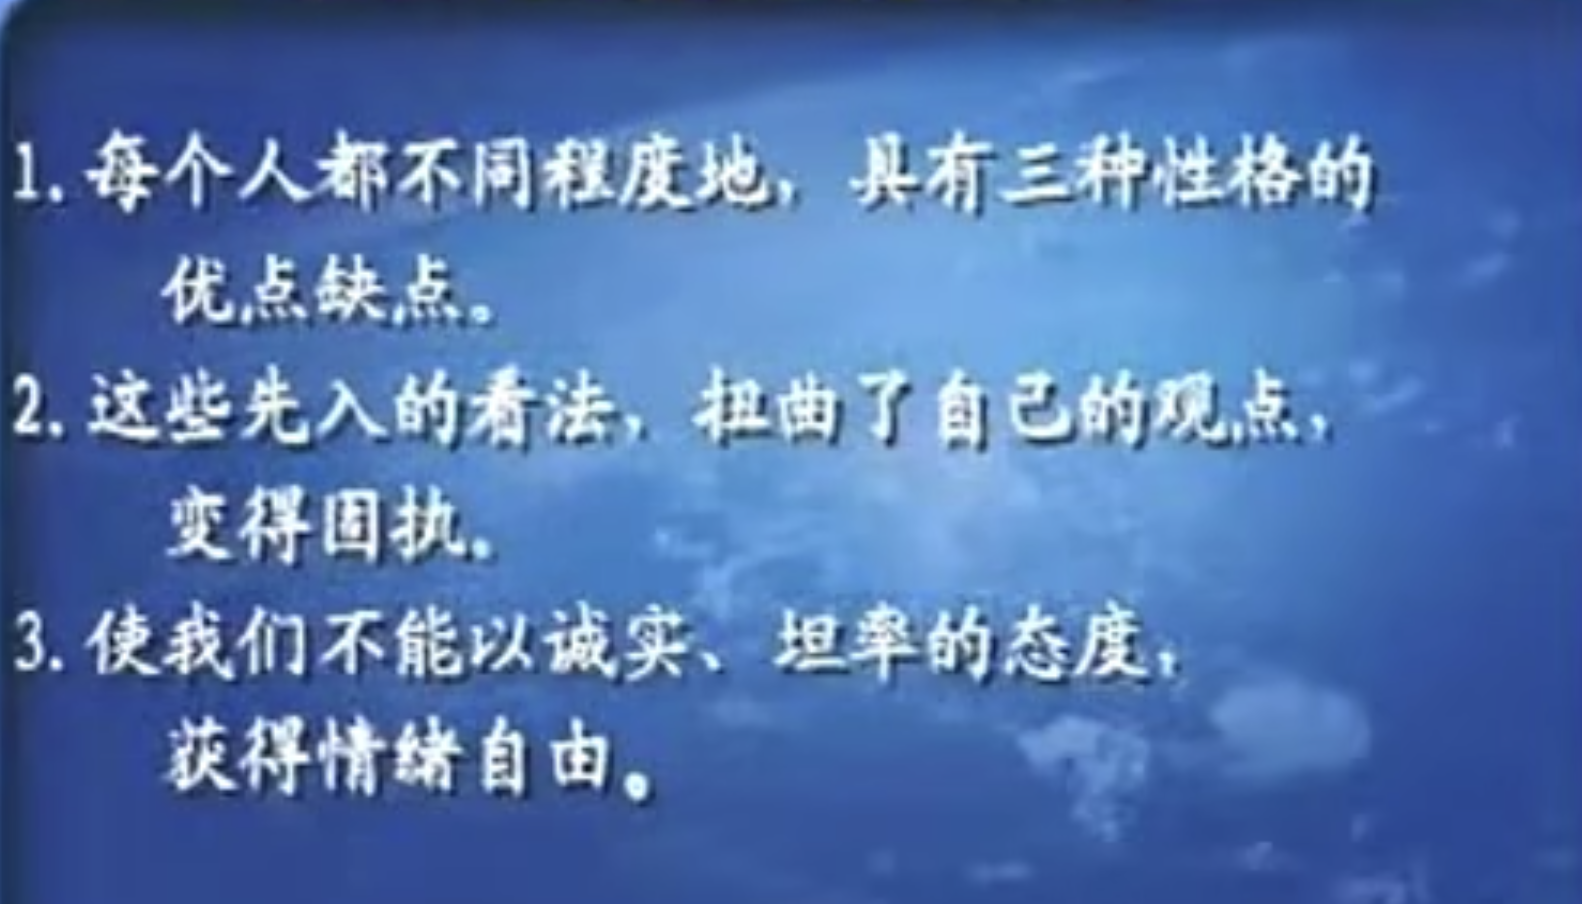 1. 每个人都不同程度地，具有三种性格的
优点缺点。
2. 这些先入的看法，扭曲了自己的观点，
变得固执。
3. 使我们不能以诚实、坦率的态度，
获得情绪自由。